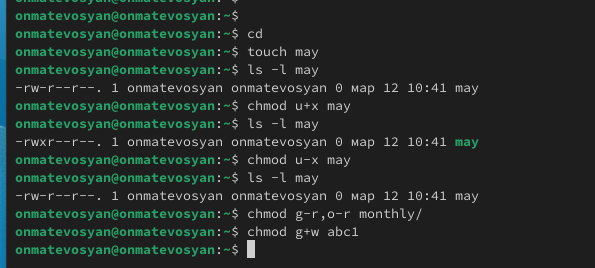 onmatevosyan@onmatevosyan:~$
onmatevosyan@onmatevosyan:~$
onmatevosyan@onmatevosyan:~$ cd
onmatevosyan@onmatevosyan:~$ touch may
onmatevosyan@onmatevosyan:~$ ls -l may
-rw-r--r--. 1 onmatevosyan onmatevosyan 0 мар 12 10:41 may
onmatevosyan@onmatevosyan:~$ chmod u+x may
onmatevosyan@onmatevosyan:~$ ls -l may
-rwxr--r--. 1 onmatevosyan onmatevosyan 0 мар 12 10:41 may
onmatevosyan@onmatevosyan:~$ chmod u-x may
onmatevosyan@onmatevosyan:~$ ls -l may
-rw-r--r--. 1 onmatevosyan onmatevosyan 0 мар 12 10:41 may
onmatevosyan@onmatevosyan:~$ chmod g-r,o-r monthly/
onmatevosyan@onmatevosyan:~$ chmod g+w abc1
onmatevosyan@onmatevosyan:~$